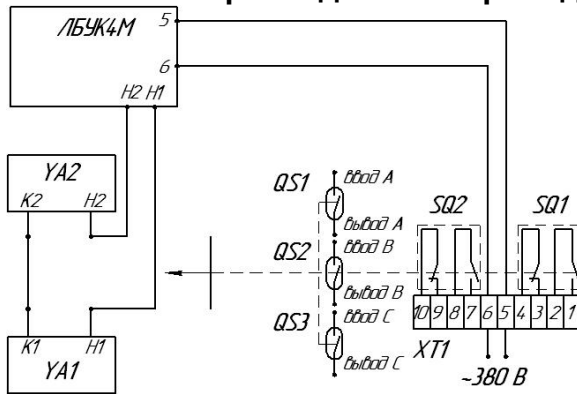 ЛБУК4М
5
6
Н2 Н1
YA2
К2
Н2
К1
Н1
YA1
QS1
ввод А
вывод А
QS2
ввод В
вывод В
QS3
ввод С
вывод С
SQ2
SQ1
10 9 8 7 6 5 4 3 2 1
XT1
~380 В